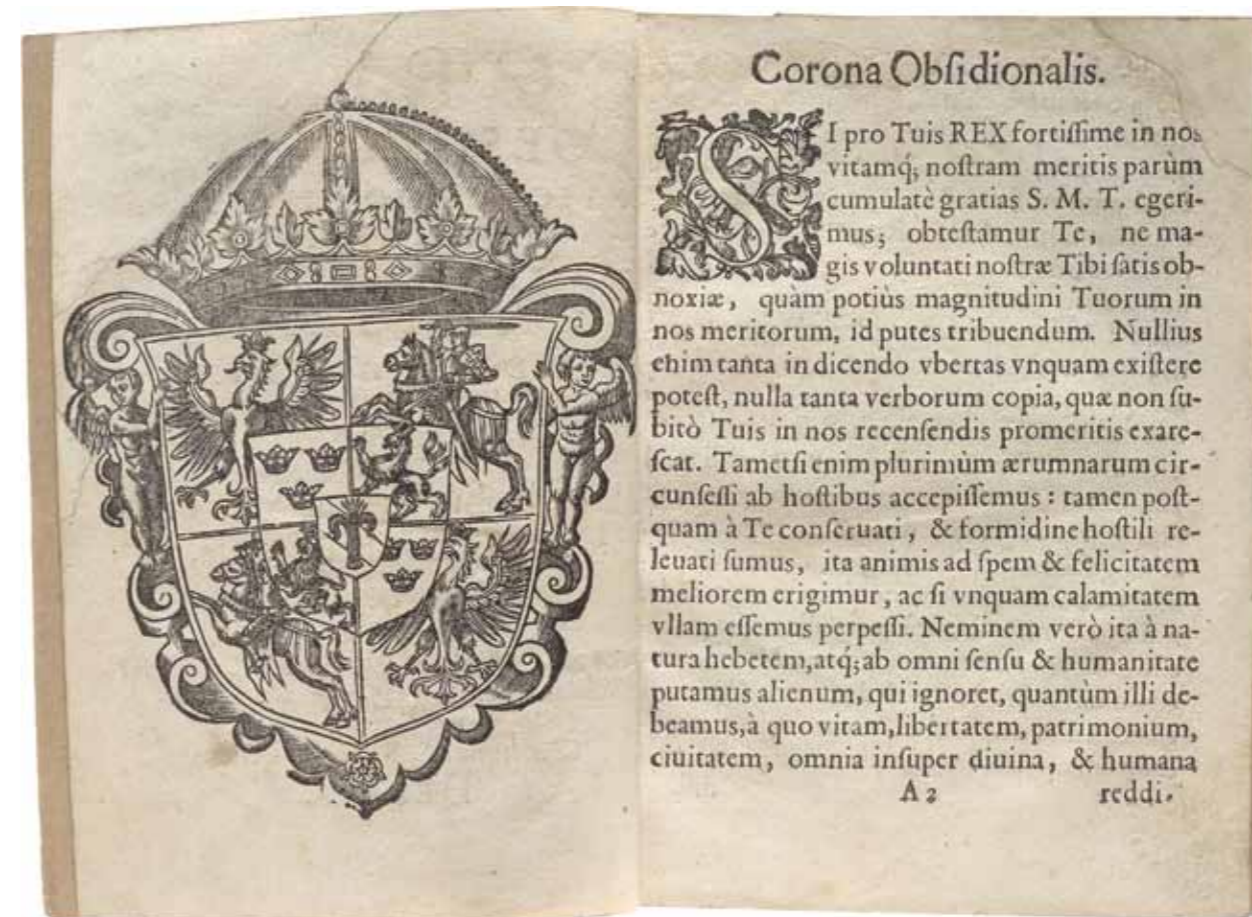 Corona Obſidionalis.
SI pro Tuis REX fortiſſime in nos
vitamq́; noſtram meritis parùm
cumulatè gratias S. M. T. egeri-
mus; obteſtamur Te, ne ma-
gis voluntati noſtræ Tibi ſatis ob-
noxiæ, quàm potiùs magnitudini Tuorum in
nos meritorum, id putes tribuendum. Nullius
enim tanta in dicendo vbertas vnquam exiſtere
poteſt, nulla tanta verborum copia, quæ non ſu-
bitò Tuis in nos recenſendis promeritis exare-
ſcat. Tametſi enim plurimùm ærumnarum cir-
cunſeſſi ab hoſtibus accepiſſemus: tamen poſt-
quam à Te conſeruati, & formidine hoſtili re-
leuati ſumus, ita animis ad ſpem & felicitatem
meliorem erigimur, ac ſi vnquam calamitatem
vllam eſſemus perpeſſi. Neminem verò ita à na-
tura hebetem, atq́; ab omni ſenſu & humanitate
putamus alienum, qui ignoret, quantùm illi de-
beamus, à quo vitam, libertatem, patrimonium,
ciuitatem, omnia inſuper diuina, & humana
A 2 reddi-